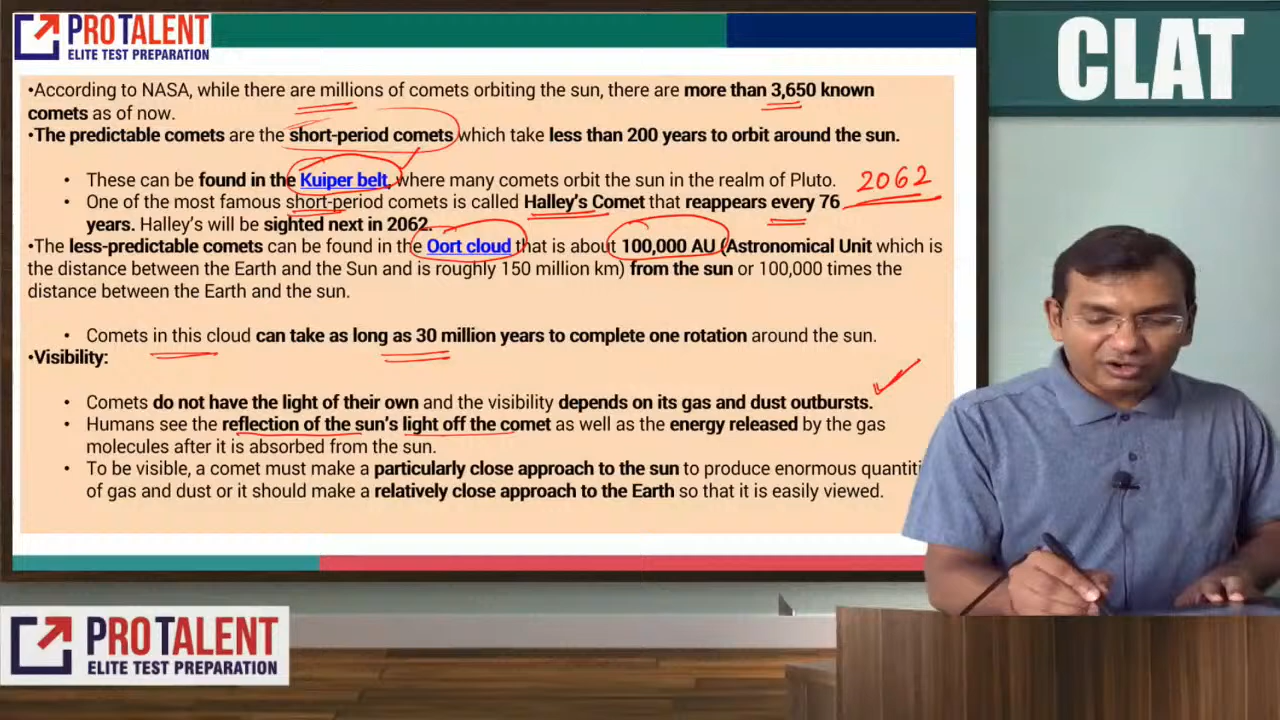 PROTALENT
ELITE TEST PREPARATION
CLAT
•According to NASA, while there are millions of comets orbiting the sun, there are more than 3,650 known
comets as of now.
•The predictable comets are the short-period comets which take less than 200 years to orbit around the sun.
• These can be found in the Kuiper belt, where many comets orbit the sun in the realm of Pluto.
2062
• One of the most famous short-period comets is called Halley's Comet that reappears every 76
years. Halley's will be sighted next in 2062.
•The less-predictable comets can be found in the Oort cloud that is about 100,000 AU (Astronomical Unit which is
the distance between the Earth and the Sun and is roughly 150 million km) from the sun or 100,000 times the
distance between the Earth and the sun.
• Comets in this cloud can take as long as 30 million years to complete one rotation around the sun.
•Visibility:
• Comets do not have the light of their own and the visibility depends on its gas and dust outbursts.
• Humans see the reflection of the sun's light off the comet as well as the energy released by the gas
molecules after it is absorbed from the sun.
• To be visible, a comet must make a particularly close approach to the sun to produce enormous quantiti
of gas and dust or it should make a relatively close approach to the Earth so that it is easily viewed.
PROTALENT
ELITE TEST PREPARATION